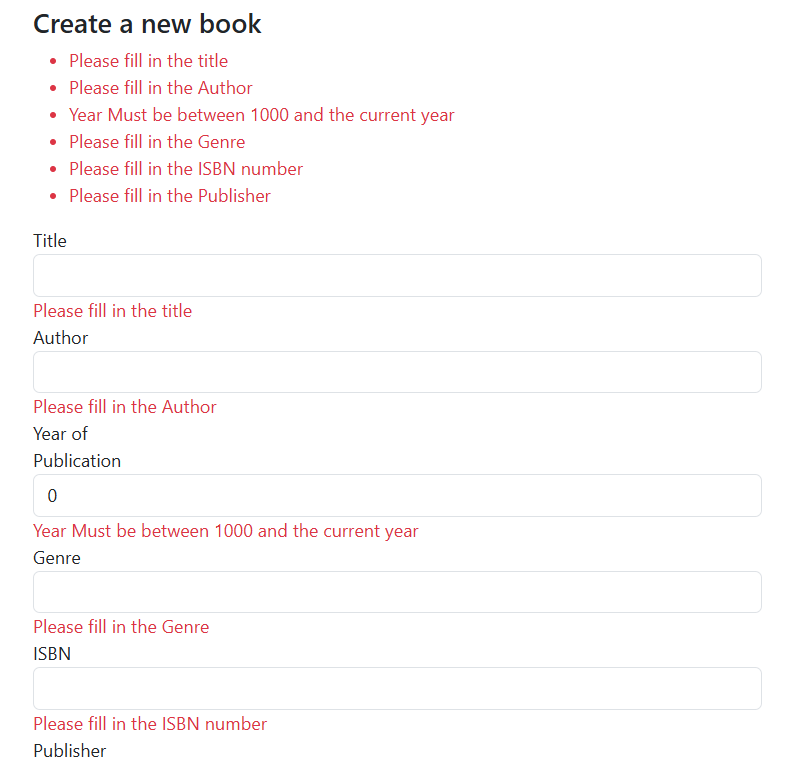 Create a new book
Please fill in the title
Please fill in the Author
Year Must be between 1000 and the current year
Please fill in the Genre
Please fill in the ISBN number
Please fill in the Publisher
Title
Please fill in the title
Author
Please fill in the Author
Year of
Publication
0
Year Must be between 1000 and the current year
Genre
Please fill in the Genre
ISBN
Please fill in the ISBN number
Publisher